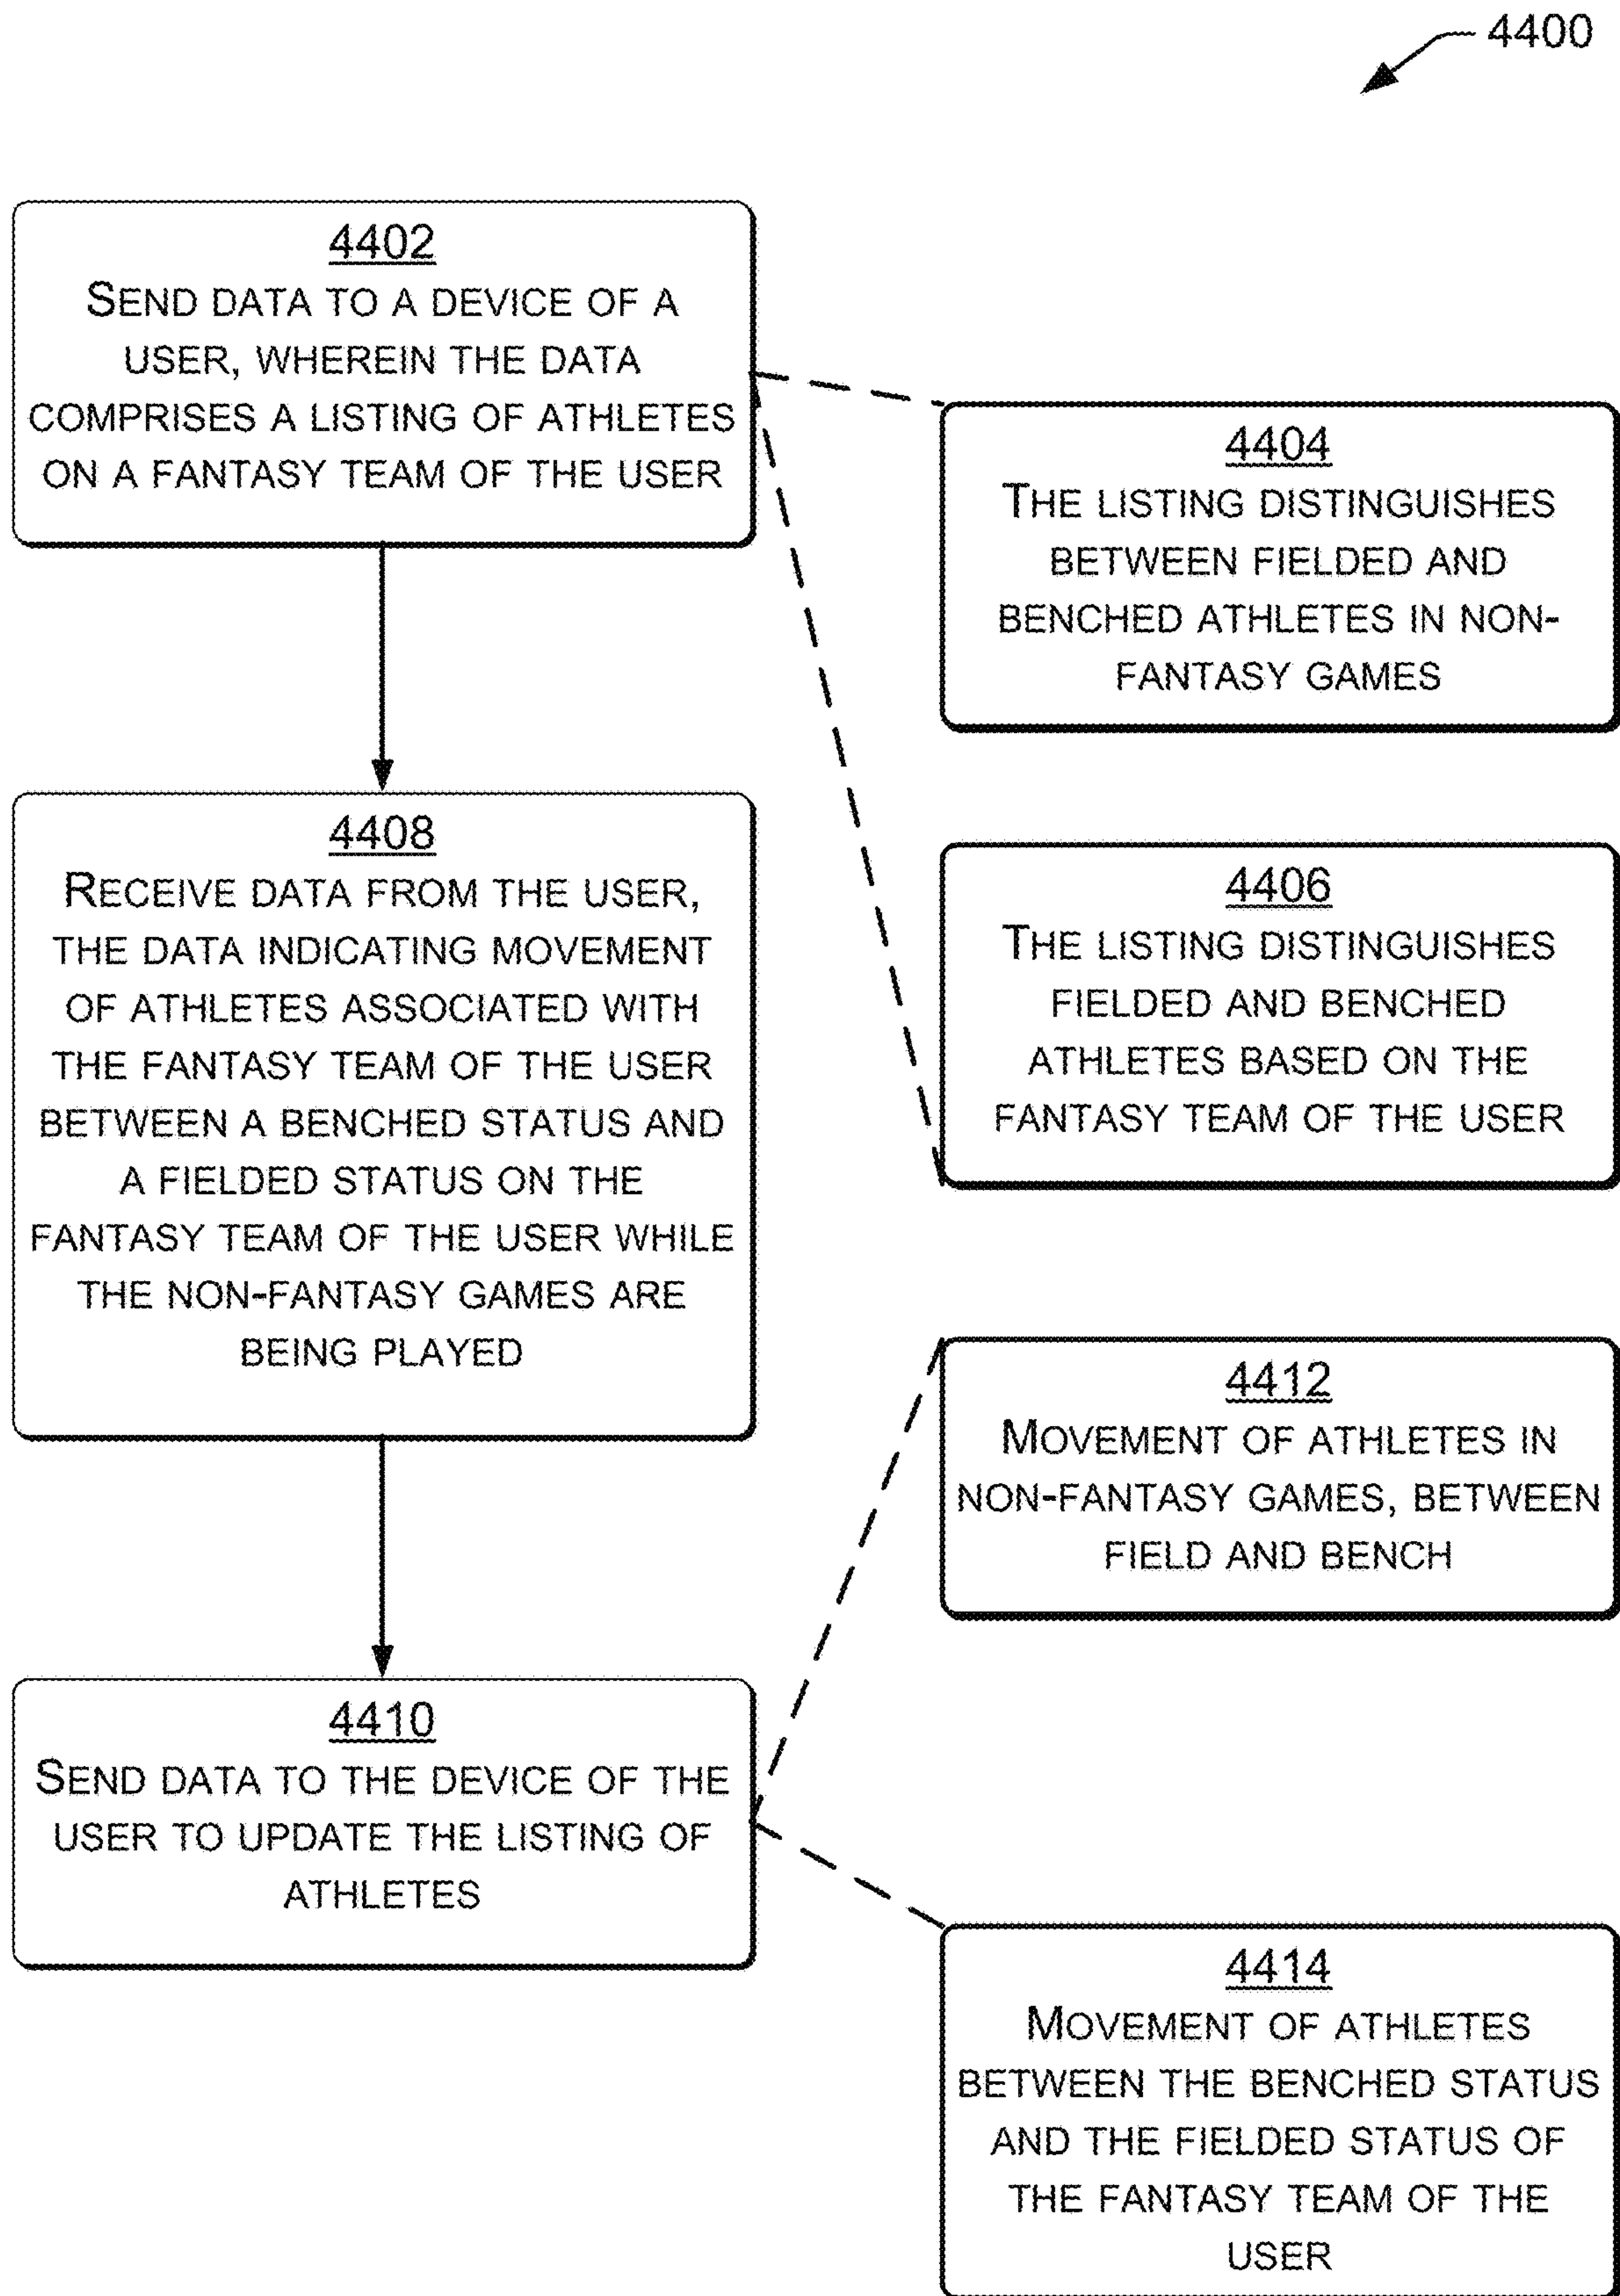 4400
4402
SEND DATA TO A DEVICE OF A
USER, WHEREIN THE DATA
COMPRISES A LISTING OF ATHLETES
ON A FANTASY TEAM OF THE USER
4404
THE LISTING DISTINGUISHES
BETWEEN FIELDED AND
BENCHED ATHLETES IN NON-
FANTASY GAMES
4406
THE LISTING DISTINGUISHES
FIELDED AND BENCHED
ATHLETES BASED ON THE
FANTASY TEAM OF THE USER
4408
RECEIVE DATA FROM THE USER,
THE DATA INDICATING MOVEMENT
OF ATHLETES ASSOCIATED WITH
THE FANTASY TEAM OF THE USER
BETWEEN A BENCHED STATUS AND
A FIELDED STATUS ON THE
FANTASY TEAM OF THE USER WHILE
THE NON-FANTASY GAMES ARE
BEING PLAYED
4410
SEND DATA TO THE DEVICE OF THE
USER TO UPDATE THE LISTING OF
ATHLETES
4412
MOVEMENT OF ATHLETES IN
NON-FANTASY GAMES, BETWEEN
FIELD AND BENCH
4414
MOVEMENT OF ATHLETES
BETWEEN THE BENCHED STATUS
AND THE FIELDED STATUS OF
THE FANTASY TEAM OF THE
USER